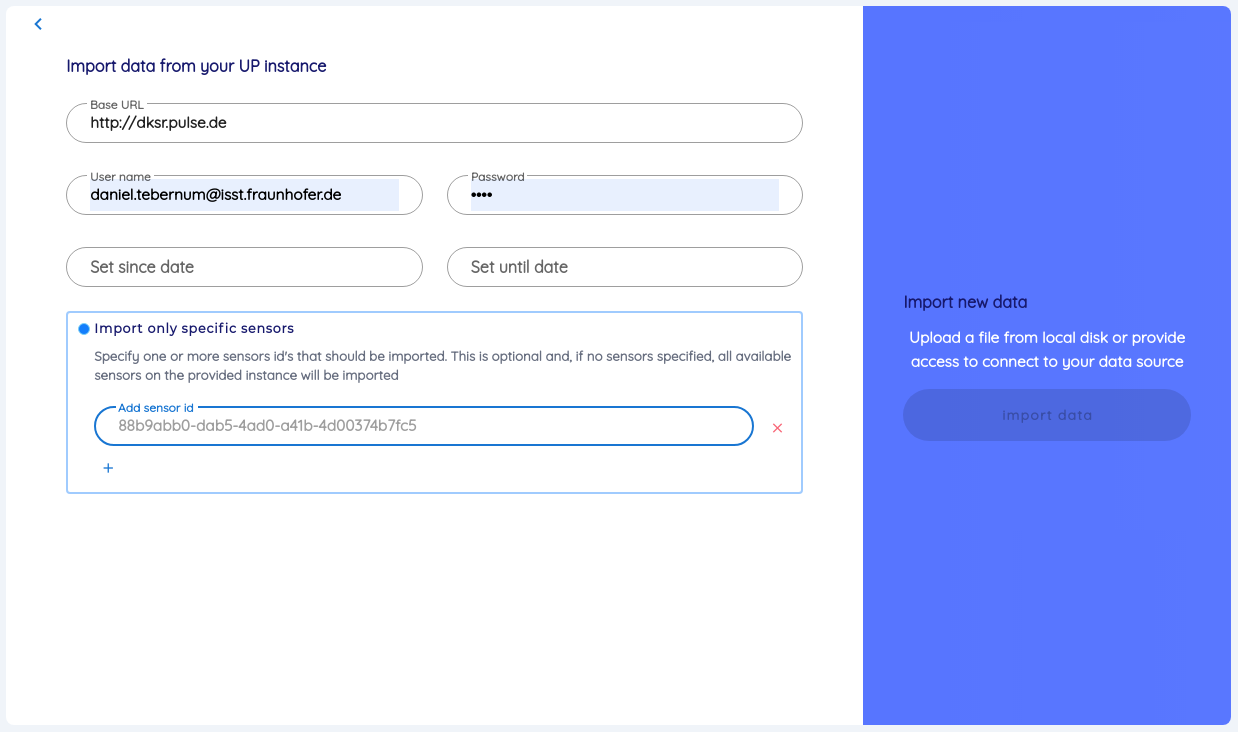 Import data from your UP instance
Base URL
http://dksr.pulse.de
User name
daniel.tebernum@isst.fraunhofer.de
Password
••••
Set since date
Set until date
Import only specific sensors
Specify one or more sensors id's that should be imported. This is optional and, if no sensors specified, all available
sensors on the provided instance will be imported
Add sensor id
88b9abb0-dab5-4ad0-a41b-4d00374b7fc5
+
Import new data
Upload a file from local disk or provide
access to connect to your data source
Import data